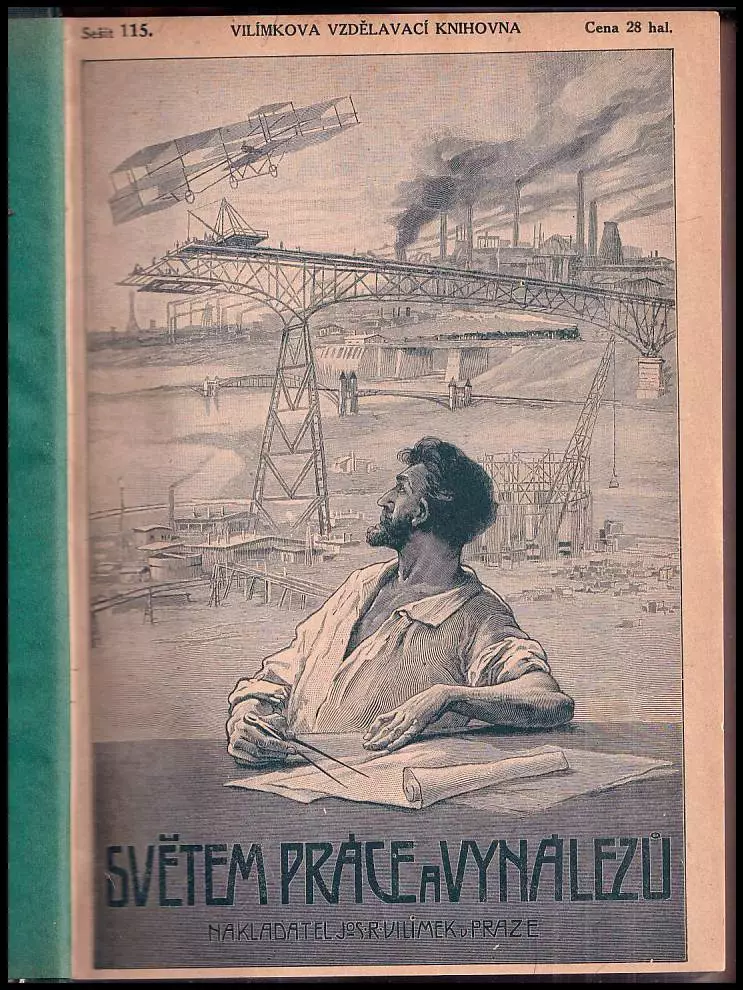 Sešit 115.
VILÍMKOVA VZDĚLAVACÍ KNIHOVNA
Cena 28 hal.
SVĚTEM PRÁCE A VYNÁLEZŮ
NAKLADATEL JOS. R. VILÍMEK V PRAZE